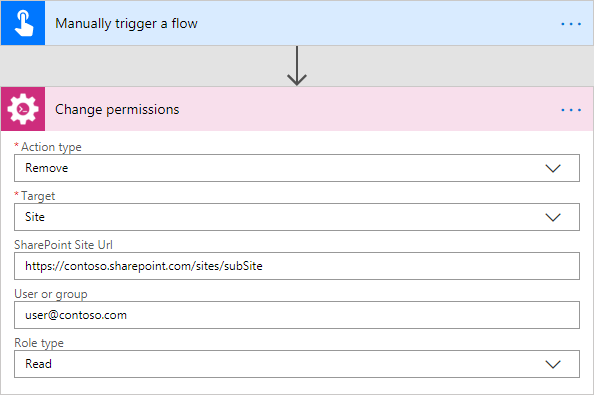 Manually trigger a flow
Change permissions
* Action type
Remove
* Target
Site
SharePoint Site Url
https://contoso.sharepoint.com/sites/subSite
User or group
user@contoso.com
Role type
Read